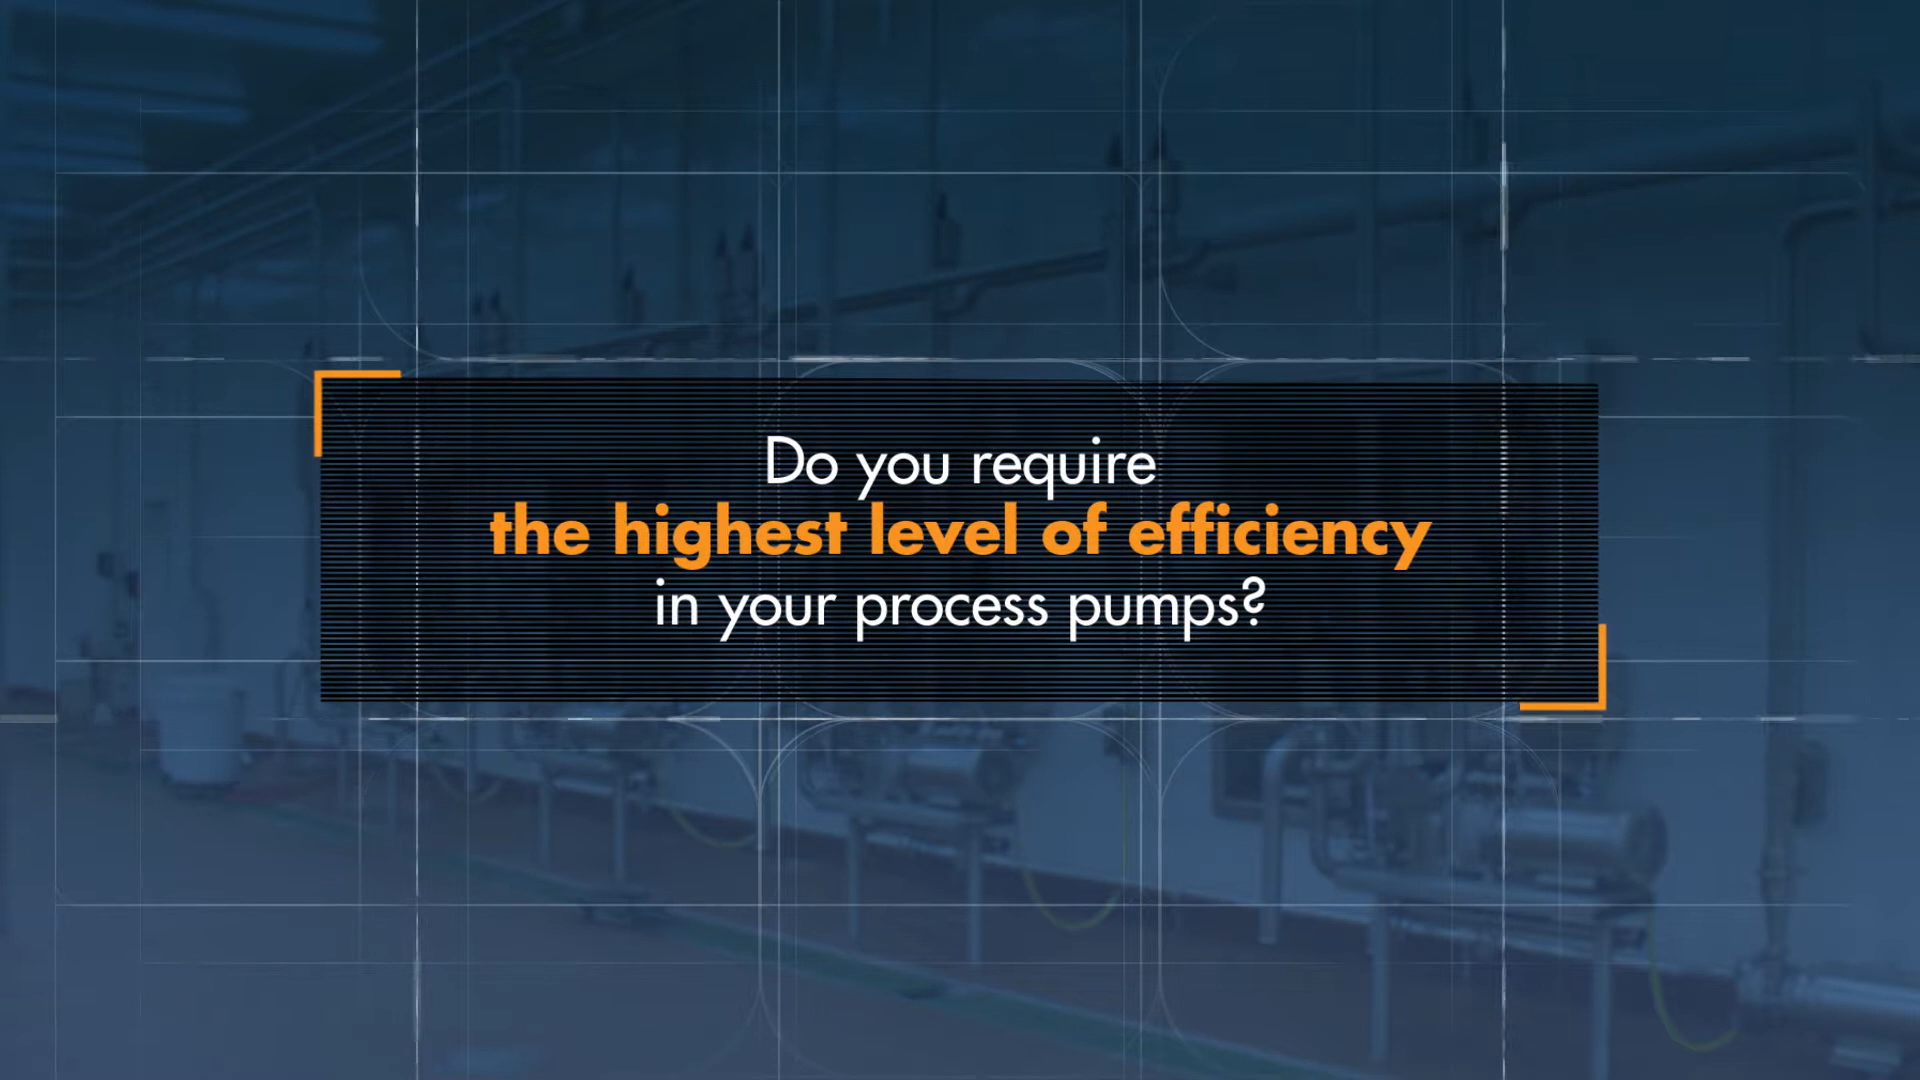 Do you require
the highest level of efficiency
in your process pumps?